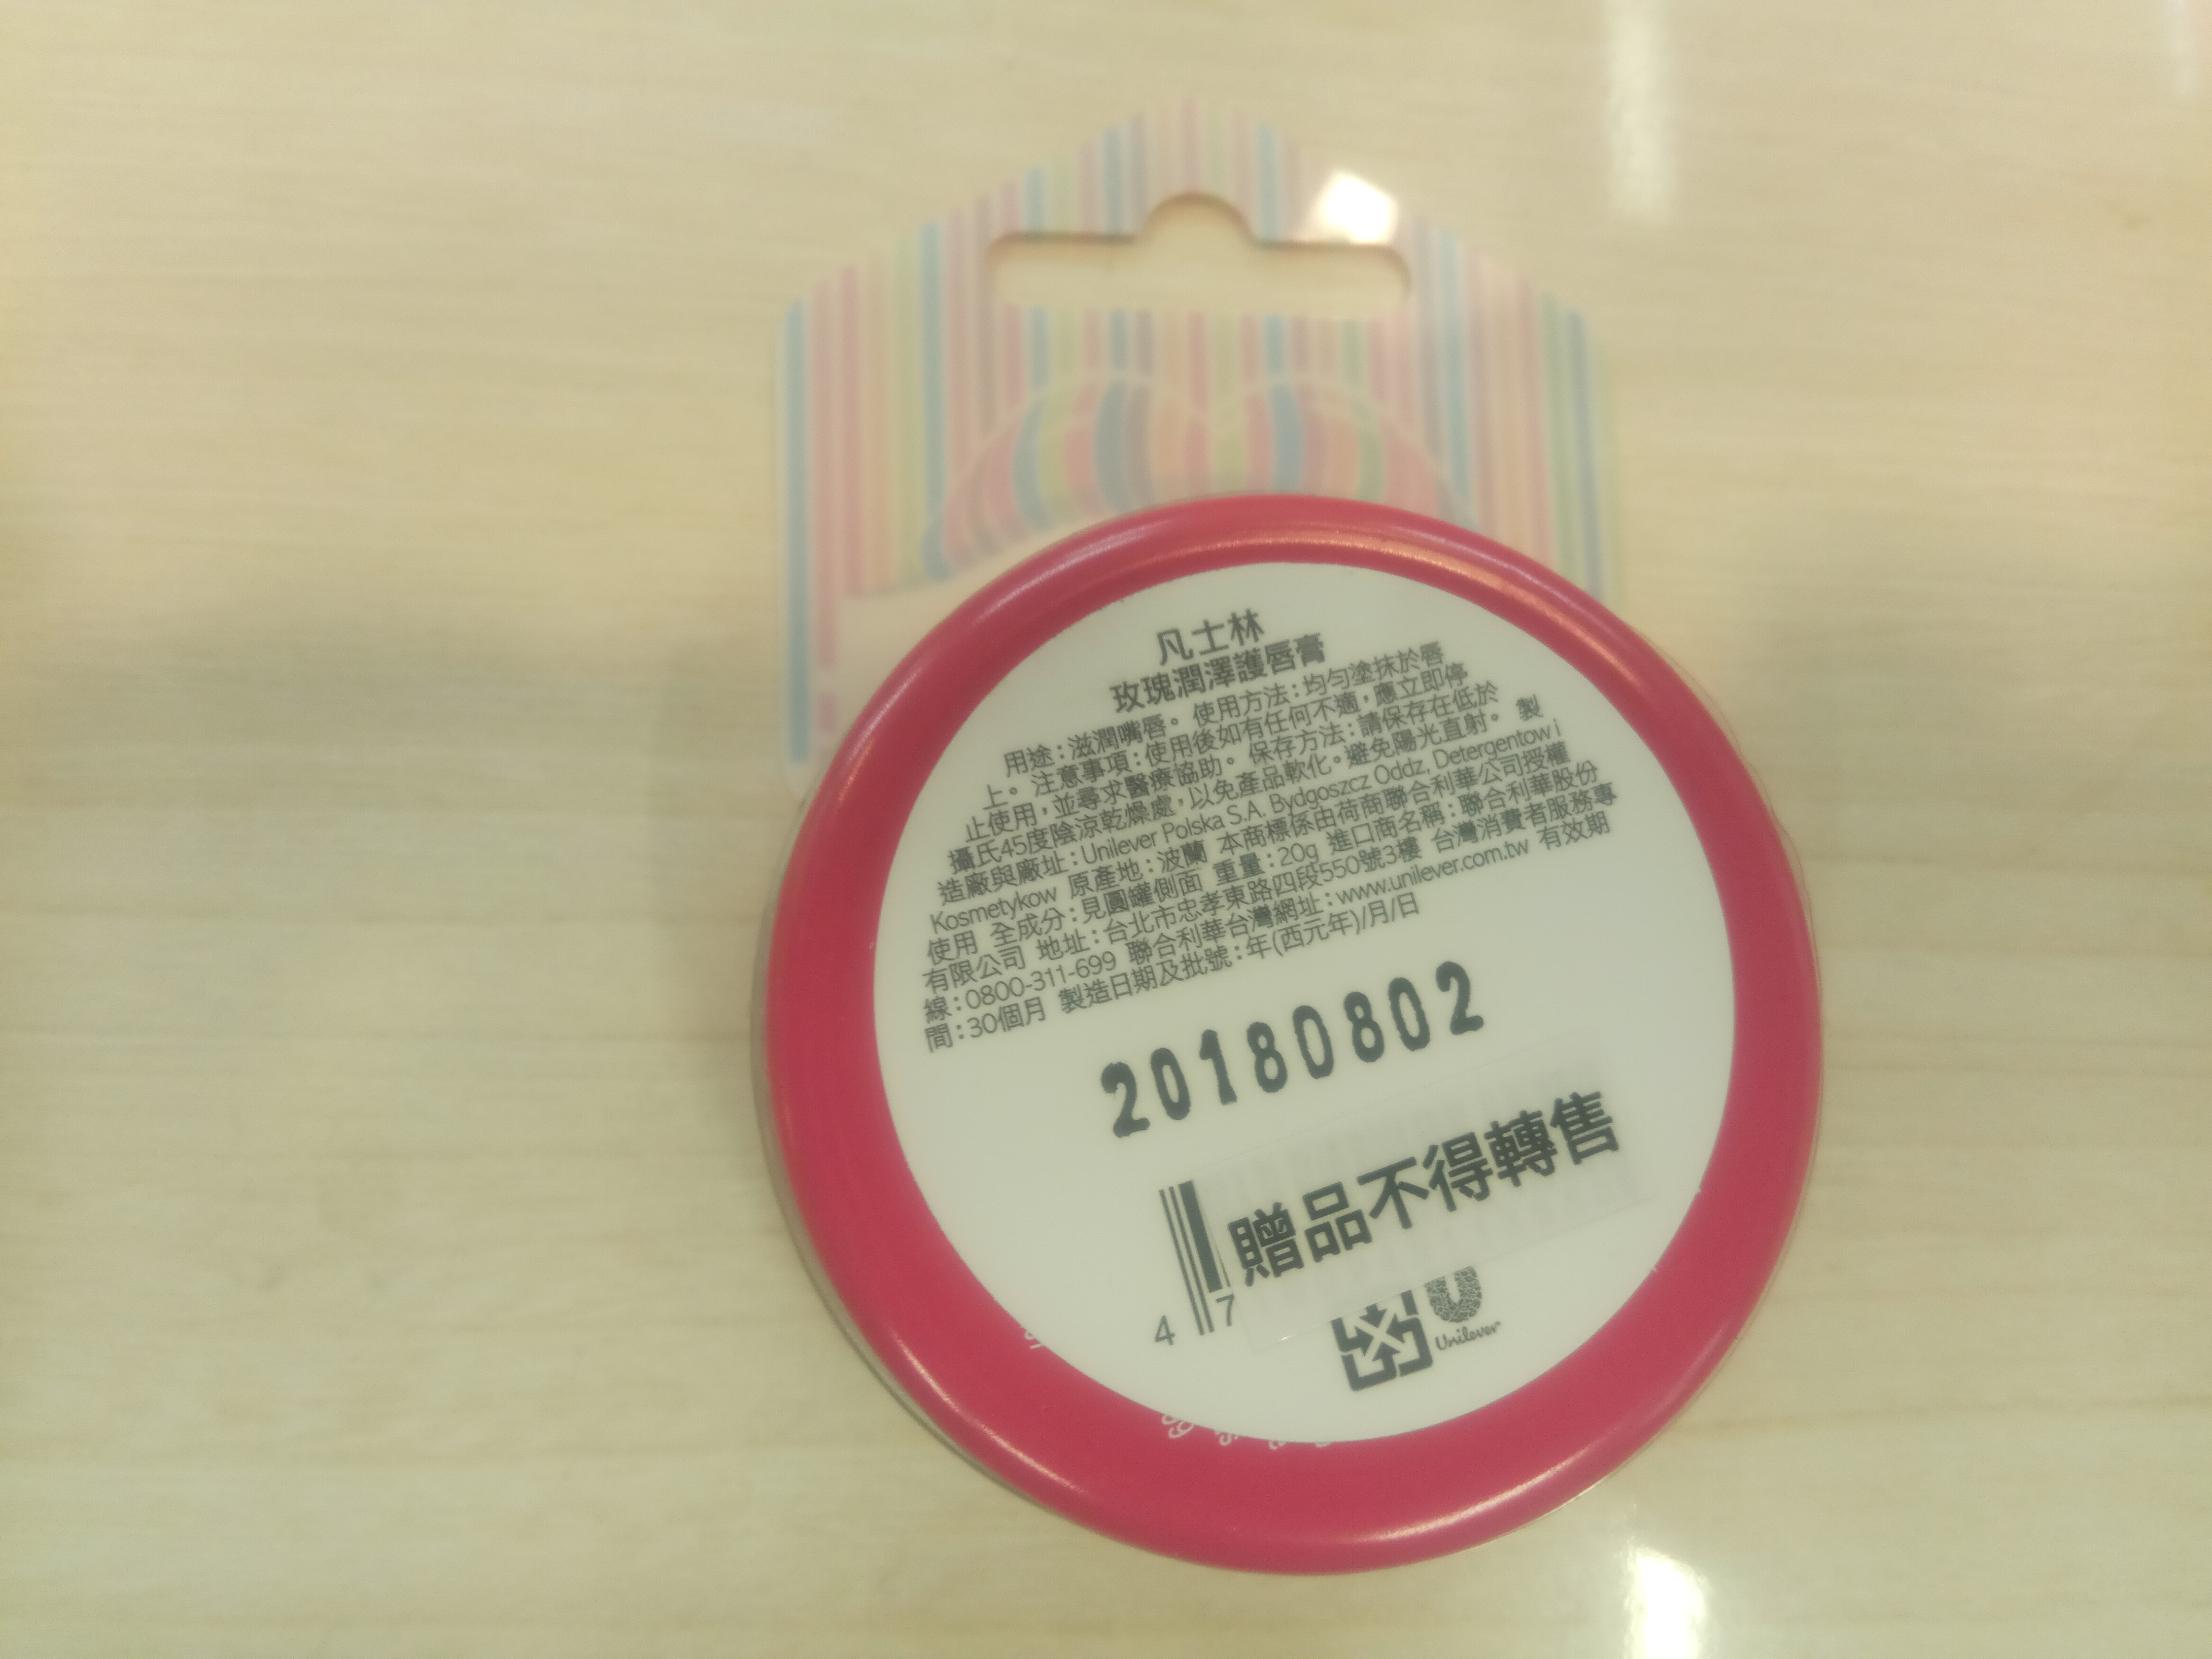 凡士林
玫瑰潤澤護唇膏
用途：滋潤嘴唇。 使用方法：均勻塗抹於唇
上。 注意事項：使用後如有任何不適，應立即停
止使用，並尋求醫療協助。 保存方法：請保存在低於
攝氏45度陰涼乾燥處，以免產品軟化。避免陽光直射。 製
造廠與廠址：Unilever Polska S.A. Bydgoszcz Oddz, Detergentow i
Kosmetykow 原產地：波蘭 本商標係由荷商聯合利華公司授權
使用 全成分：見圓罐側面 重量：20g 進口商名稱：聯合利華股份
有限公司 地址：台北市忠孝東路四段550號3樓 台灣消費者服務專
線：0800-311-699 聯合利華台灣網址：www.unilever.com.tw 有效期
間：30個月 製造日期及批號：年(西元年)/月/日
20180802
贈品不得轉售
4 7
Unilever